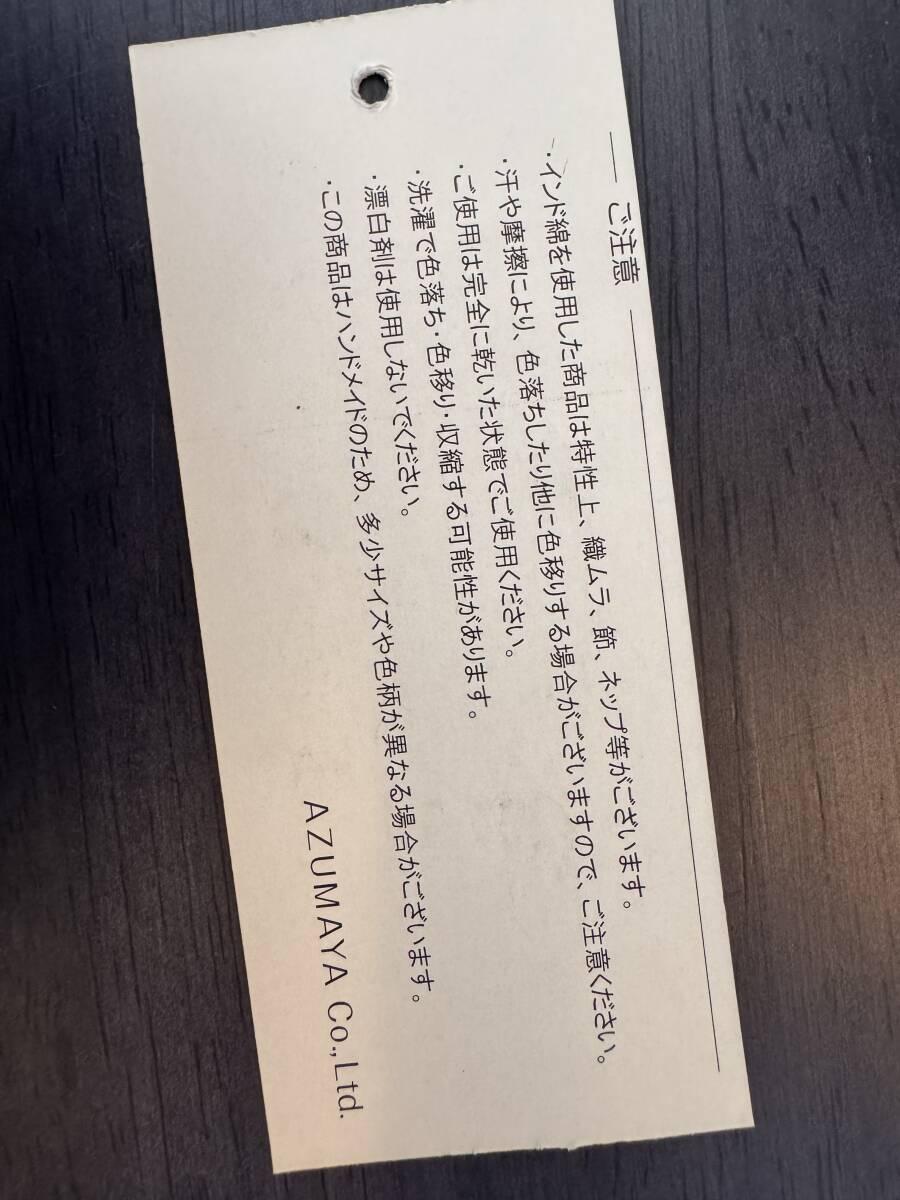 ご注意
・インド綿を使用した商品は特性上、織ムラ、節、ネップ等がございます。
・汗や摩擦により、色落ちしたり他に色移りする場合がございますので、ご注意ください。
・ご使用は完全に乾いた状態でご使用ください。
・洗濯で色落ち・色移り・収縮する可能性があります。
・漂白剤は使用しないでください。
・この商品はハンドメイドのため、多少サイズや色柄が異なる場合がございます。
AZUMAYA Co.,Ltd.